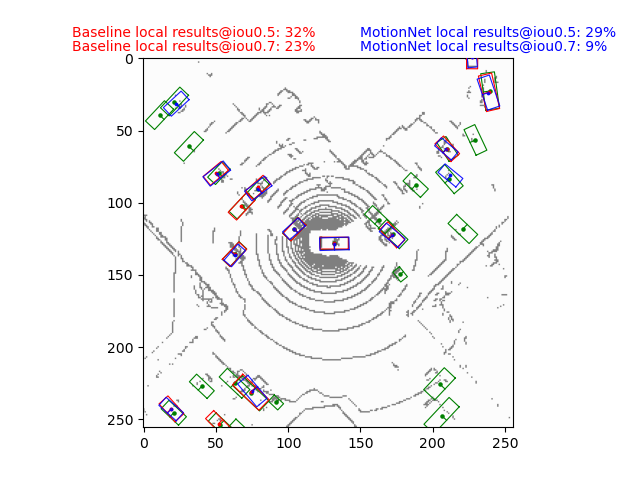 Baseline local results@iou0.5: 32% MotionNet local results@iou0.5: 29%
Baseline local results@iou0.7: 23% MotionNet local results@iou0.7: 9%
0
50
100
150
200
250
0 50 100 150 200 250